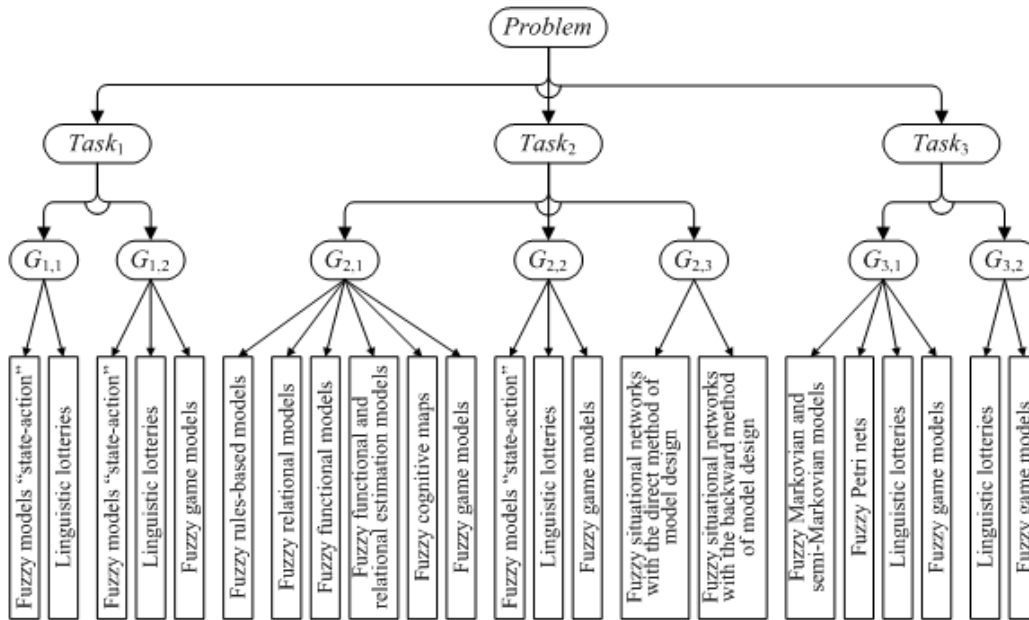 Problem
Task₁
Task₂
Task₃
G₁,₁
G₁,₂
G₂,₁
G₂,₂
G₂,₃
G₃,₁
G₃,₂
Fuzzy models “state-action”
Linguistic lotteries
Fuzzy models “state-action”
Linguistic lotteries
Fuzzy game models
Fuzzy rules-based models
Fuzzy relational models
Fuzzy functional models
Fuzzy functional and
relational estimation models
Fuzzy cognitive maps
Fuzzy game models
Fuzzy models “state-action”
Linguistic lotteries
Fuzzy game models
Fuzzy situational networks
with the direct method of
model design
Fuzzy situational networks
with the backward method
of model design
Fuzzy Markovian and
semi-Markovian models
Fuzzy Petri nets
Linguistic lotteries
Fuzzy game models
Linguistic lotteries
Fuzzy game models